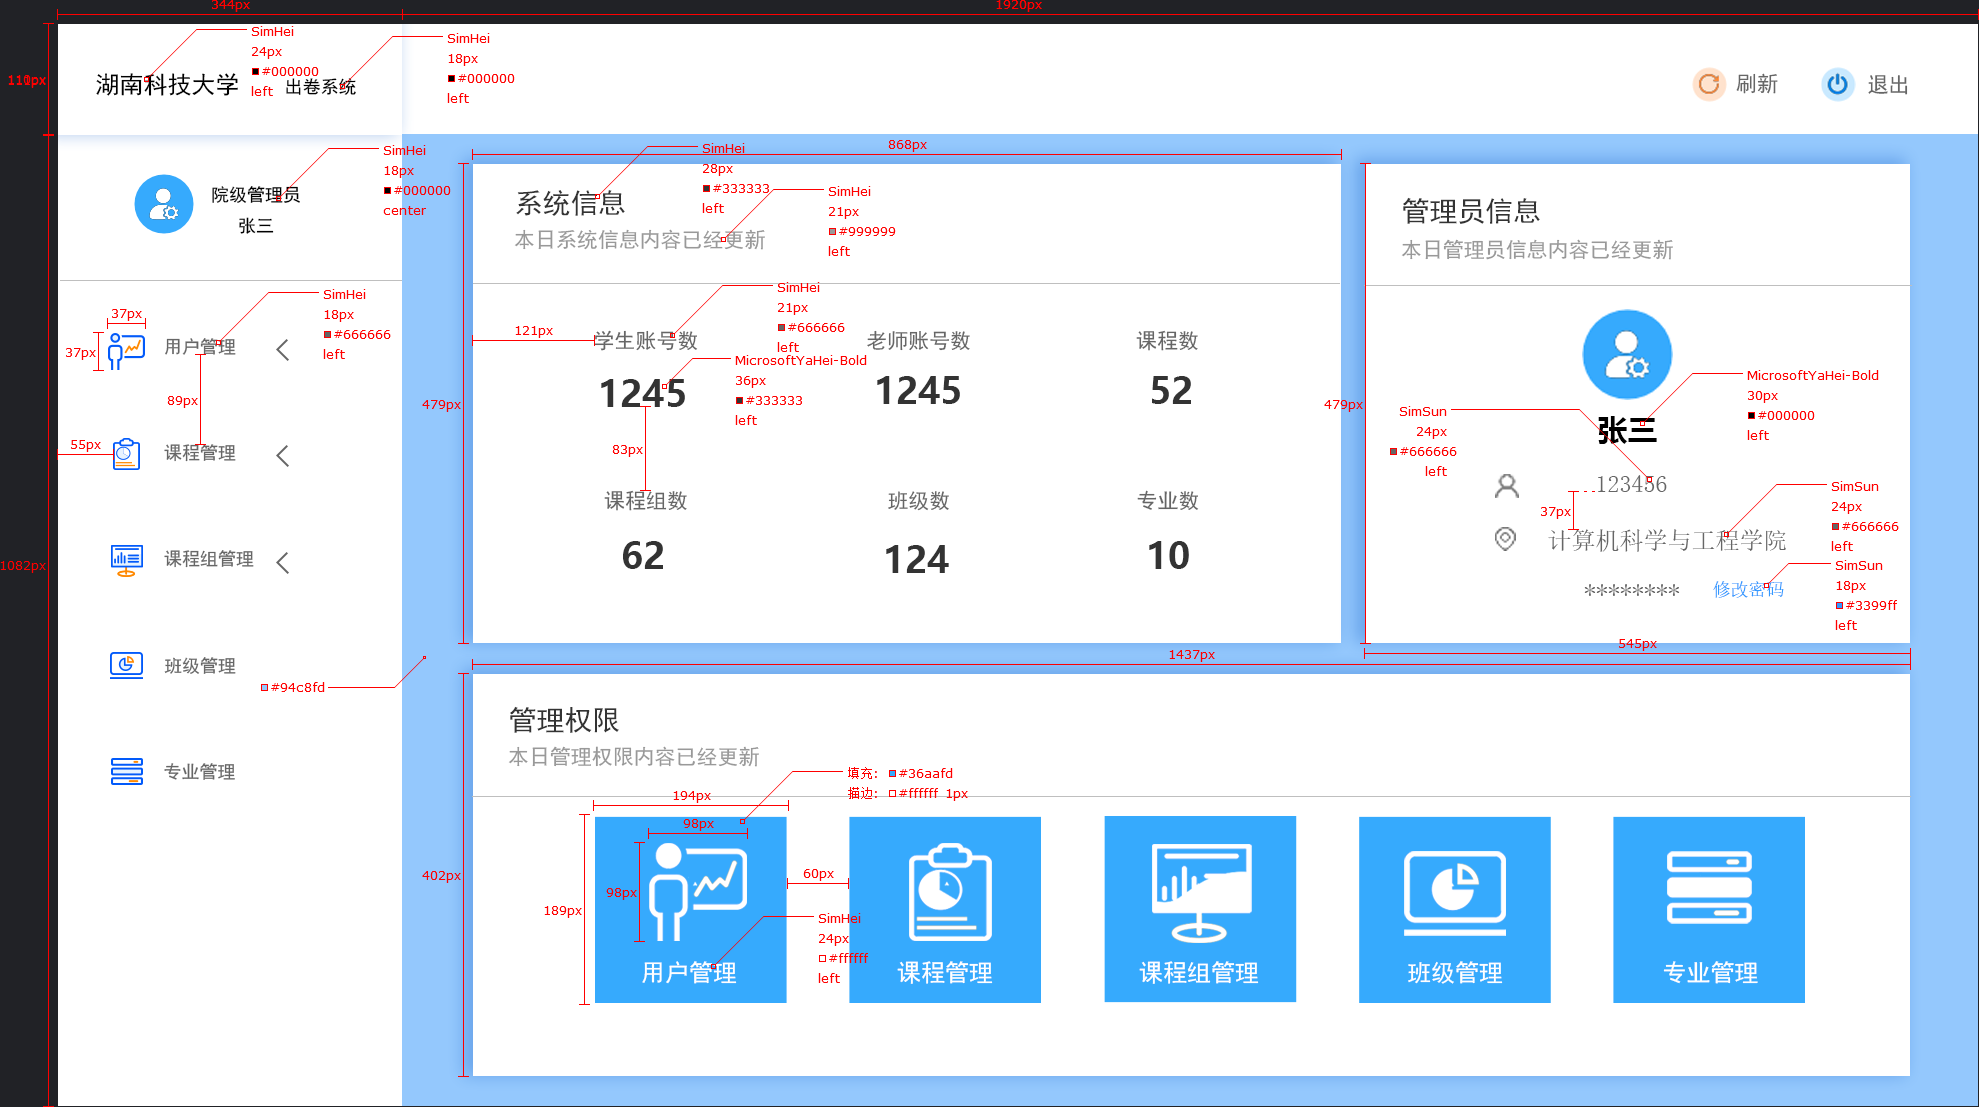 344px
1920px
110px
1082px
湖南科技大学
SimHei
24px
#000000
left
出卷系统
SimHei
18px
#000000
left
刷新
退出
院级管理员
张三
SimHei
18px
#000000
center
37px
37px
用户管理
SimHei
18px
#666666
left
89px
55px
课程管理
课程组管理
班级管理
#94c8fd
专业管理
868px
479px
系统信息
SimHei
28px
#333333
left
本日系统信息内容已经更新
SimHei
21px
#999999
left
121px
学生账号数
SimHei
21px
#666666
left
老师账号数
课程数
1245
MicrosoftYaHei-Bold
36px
#333333
left
1245
52
83px
课程组数
班级数
专业数
62
124
10
479px
管理员信息
本日管理员信息内容已经更新
张三
MicrosoftYaHei-Bold
30px
#000000
left
SimSun
24px
#666666
left
123456
37px
计算机科学与工程学院
SimSun
24px
#666666
left
********
修改密码
SimSun
18px
#3399ff
left
545px
1437px
402px
管理权限
本日管理权限内容已经更新
填充: #36aafd
描边: #ffffff 1px
194px
98px
98px
189px
60px
SimHei
24px
#ffffff
left
用户管理
课程管理
课程组管理
班级管理
专业管理